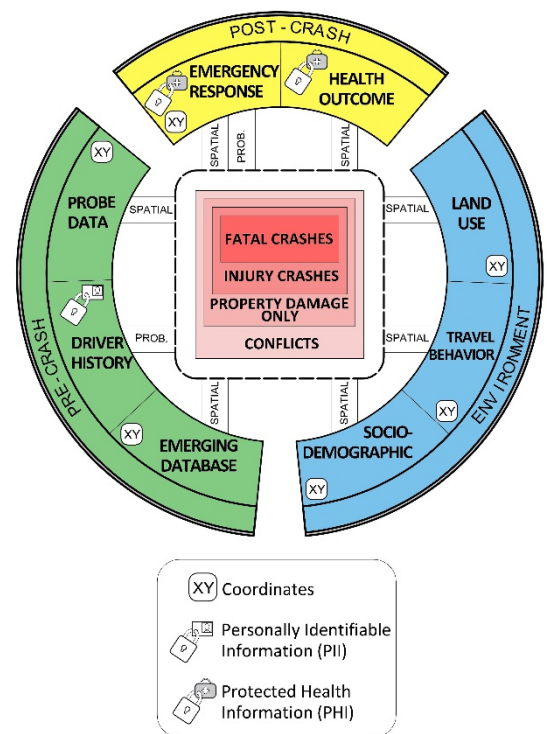 POST-CRASH
EMERGENCY
RESPONSE
XY
HEALTH
OUTCOME
SPATIAL
PROB.
SPATIAL
PRE-CRASH
XY
PROBE
DATA
SPATIAL
DRIVER
HISTORY
PROB.
XY
EMERGING
DATABASE
SPATIAL
FATAL CRASHES
INJURY CRASHES
PROPERTY DAMAGE
ONLY
CONFLICTS
ENVIRONMENT
LAND
USE
XY
SPATIAL
TRAVEL
BEHAVIOR
XY
SPATIAL
SOCIO-
DEMOGRAPHIC
XY
SPATIAL
XY Coordinates
Personally Identifiable
Information (PII)
Protected Health
Information (PHI)